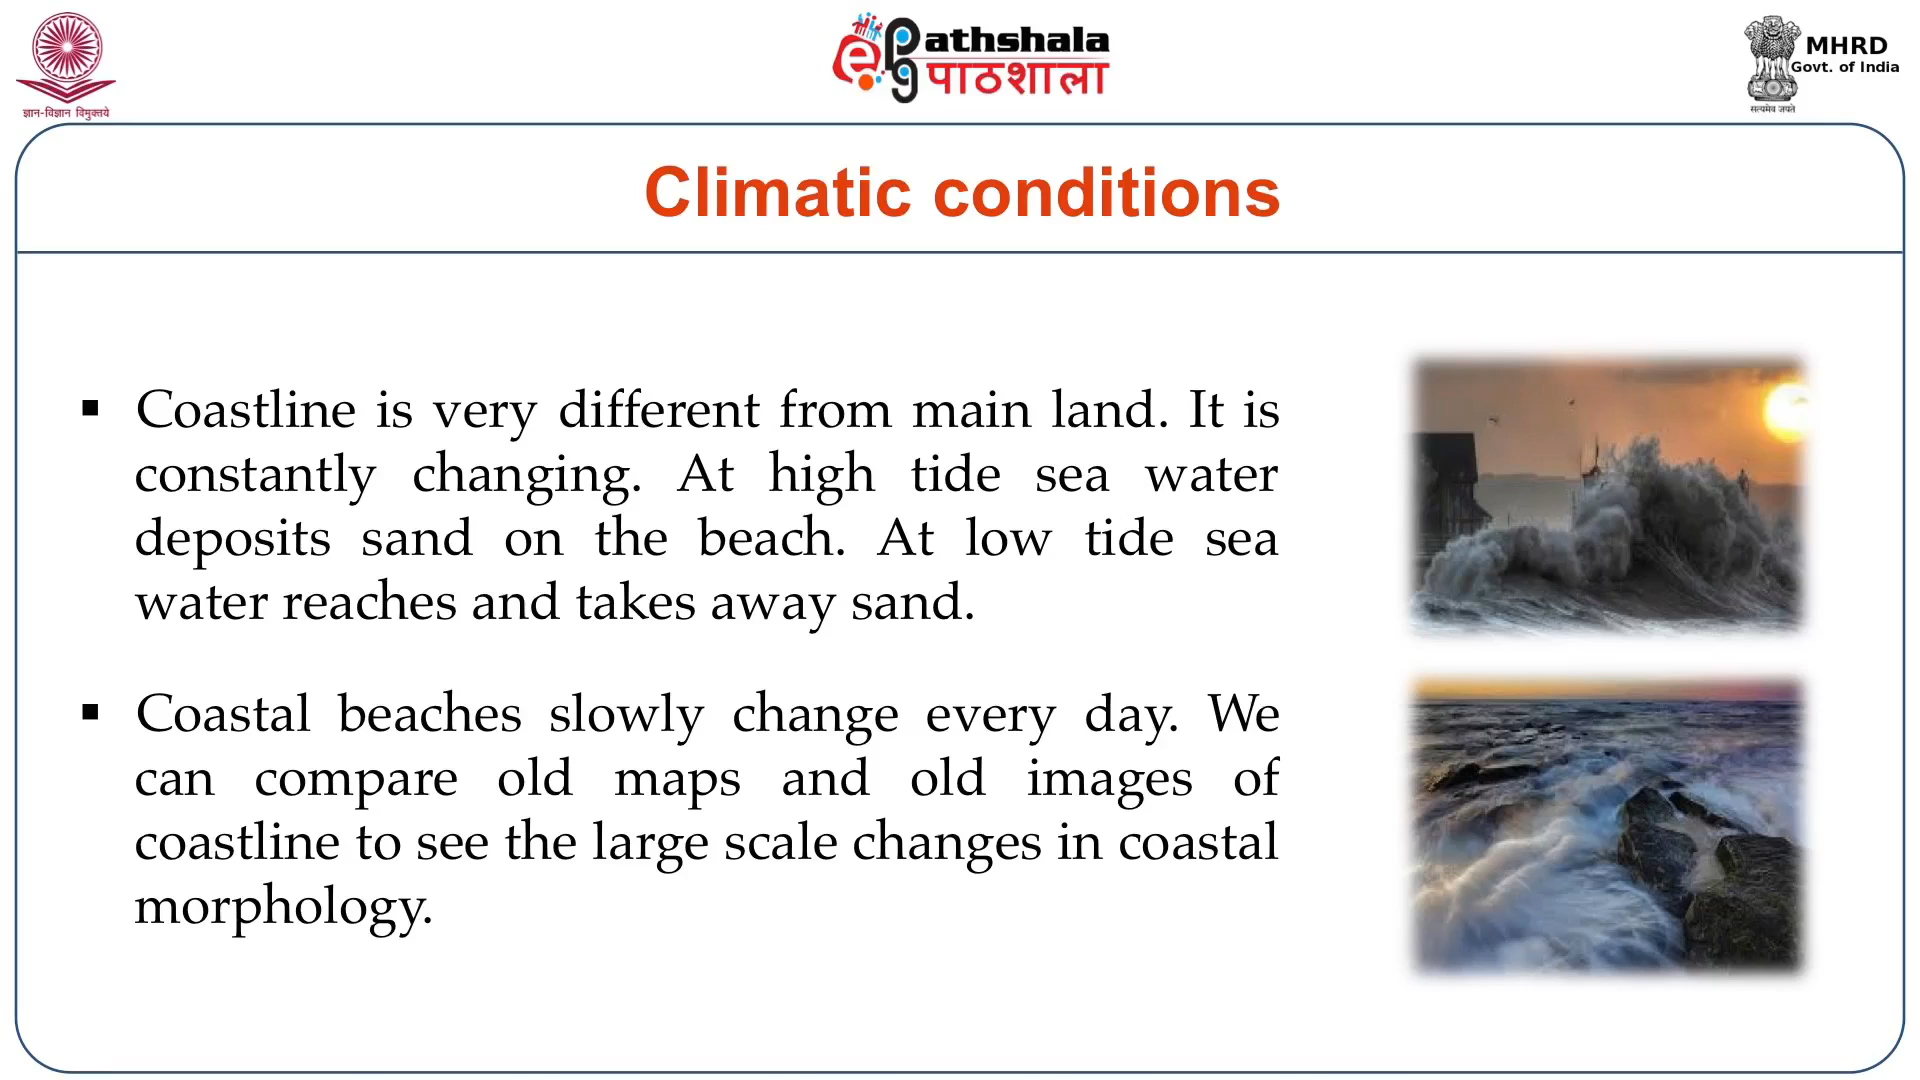 ज्ञान-विज्ञान विमुक्तये
e PG Pathshala
पाठशाला
MHRD
Govt. of India
सत्यमेव जयते
Climatic conditions
▪ Coastline is very different from main land. It is
constantly changing. At high tide sea water
deposits sand on the beach. At low tide sea
water reaches and takes away sand.
▪ Coastal beaches slowly change every day. We
can compare old maps and old images of
coastline to see the large scale changes in coastal
morphology.